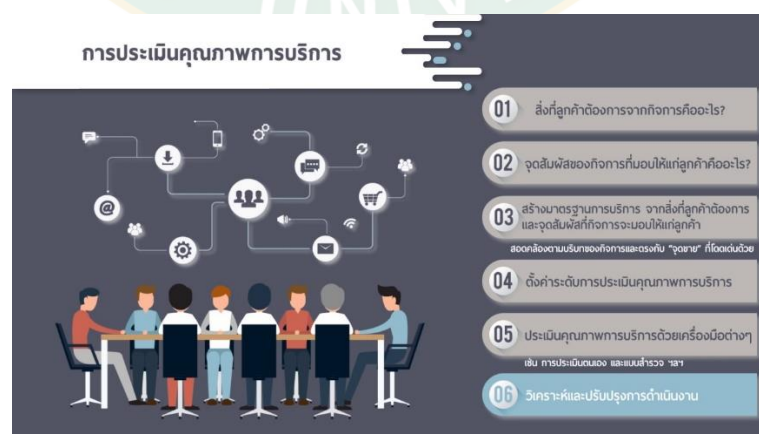 การประเมินคุณภาพการบริการ
01 สิ่งที่ลูกค้าต้องการจากกิจการคืออะไร?
02 จุดสัมผัสของกิจการที่มอบให้แก่ลูกค้าคืออะไร?
03 สร้างมาตรฐานการบริการ จากสิ่งที่ลูกค้าต้องการ
และจุดสัมผัสที่กิจการจะมอบให้แก่ลูกค้า
สอดคล้องตามบริบทของกิจการและตรงกับ "จุดขาย" ที่โดดเด่นด้วย
04 ตั้งค่าระดับการประเมินคุณภาพการบริการ
05 ประเมินคุณภาพการบริการด้วยเครื่องมือต่างๆ
เช่น การประเมินตนเอง และแบบสำรวจ ฯลฯ
06 วิเคราะห์และปรับปรุงการดำเนินงาน